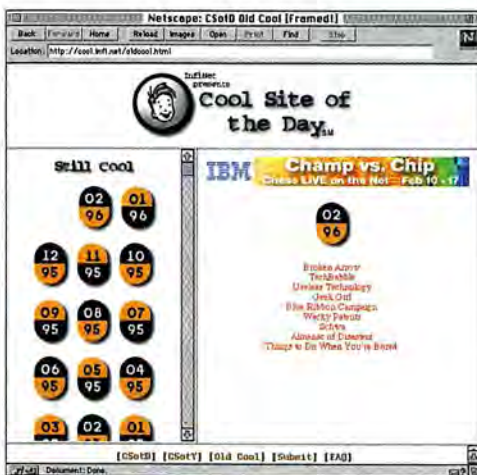 Netscape: CSotD Old Cool [Framed!]
Back Forward Home Reload Images Open Print Find Stop
Location: http://cool.infi.net/oldcool.html
N
InfiNet
presents
Cool Site of
the Day SM
Still Cool
02 96 01 96
12 95 11 95 10 95
09 95 08 95 07 95
06 95 05 95 04 95
03 02 01
IBM Champ vs. Chip
Chess LIVE on the Net Feb 10 - 17
02
96
Broken Arrow
TechBabble
Useless Technology
Geek Girl
Blue Ribbon Campaign
Wacky Patents
Schwa
Almanac of Disasters
Things to Do When You're Bored
[CSotD] [CSotY] [Old Cool] [Submit] [FAQ]
Document: Done.